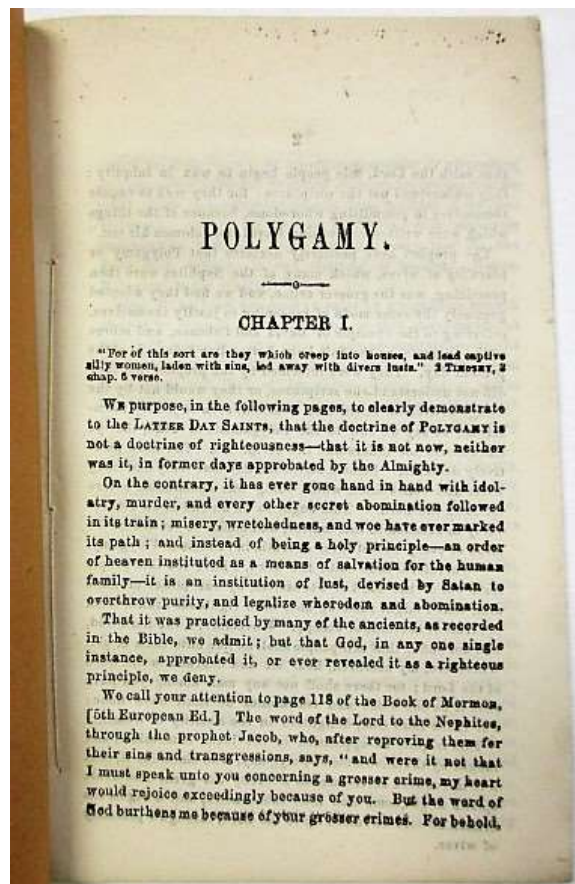 POLYGAMY.
CHAPTER I.
"For of this sort are they which creep into houses, and lead captive
silly women, laden with sins, led away with divers lusts." 2 TIMOTHY, 3
chap. 6 verse.
WE purpose, in the following pages, to clearly demonstrate
to the LATTER DAY SAINTS, that the doctrine of POLYGAMY is
not a doctrine of righteousness—that it is not now, neither
was it, in former days approbated by the Almighty.
On the contrary, it has ever gone hand in hand with idol-
atry, murder, and every other secret abomination followed
in its train; misery, wretchedness, and woe have ever marked
its path; and instead of being a holy principle—an order
of heaven instituted as a means of salvation for the human
family—it is an institution of lust, devised by Satan to
overthrow purity, and legalize whoredom and abomination.
That it was practiced by many of the ancients, as recorded
in the Bible, we admit; but that God, in any one single
instance, approbated it, or ever revealed it as a righteous
principle, we deny.
We call your attention to page 118 of the Book of Mormon,
[5th European Ed.] The word of the Lord to the Nephites,
through the prophet Jacob, who, after reproving them for
their sins and transgressions, says, "and were it not that
I must speak unto you concerning a grosser crime, my heart
would rejoice exceedingly because of you. But the word of
God burthens me because of your grosser crimes. For behold,